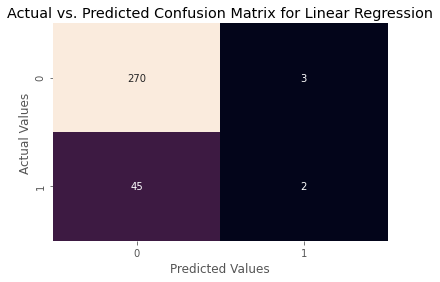 Actual vs. Predicted Confusion Matrix for Linear Regression
Actual Values
0
270
3
1
45
2
0
1
Predicted Values